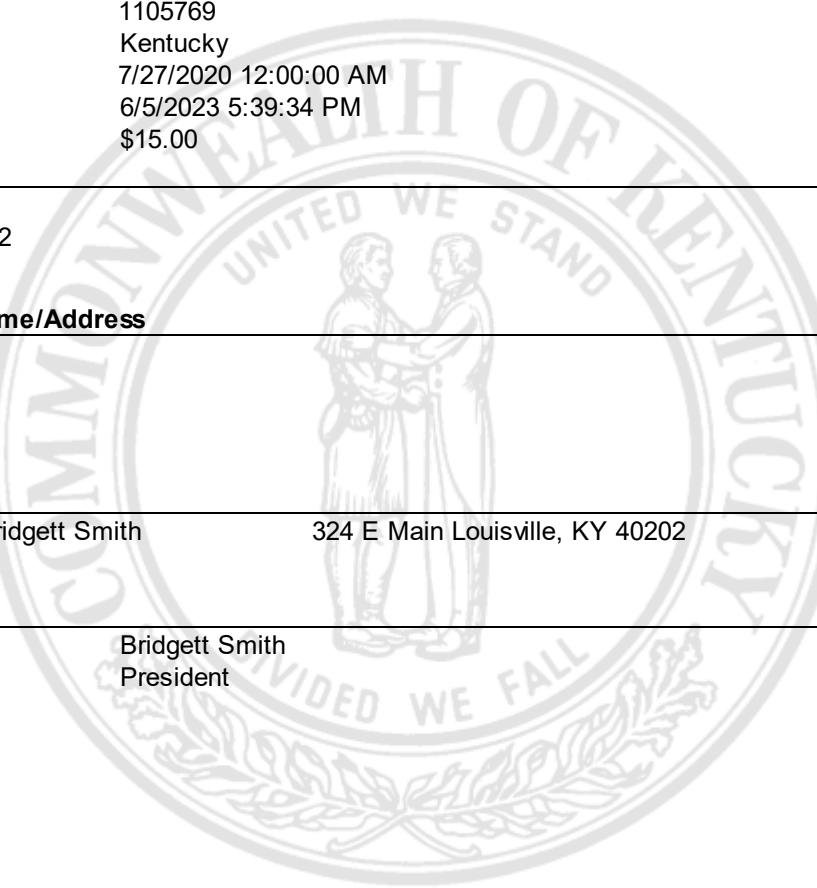 1105769
Kentucky
7/27/2020 12:00:00 AM
6/5/2023 5:39:34 PM
$15.00
COMMONWEALTH OF KENTUCKY
UNITED WE STAND
2
me/Address
ridgett Smith 324 E Main Louisville, KY 40202
Bridgett Smith
President
DIVIDED WE FALL